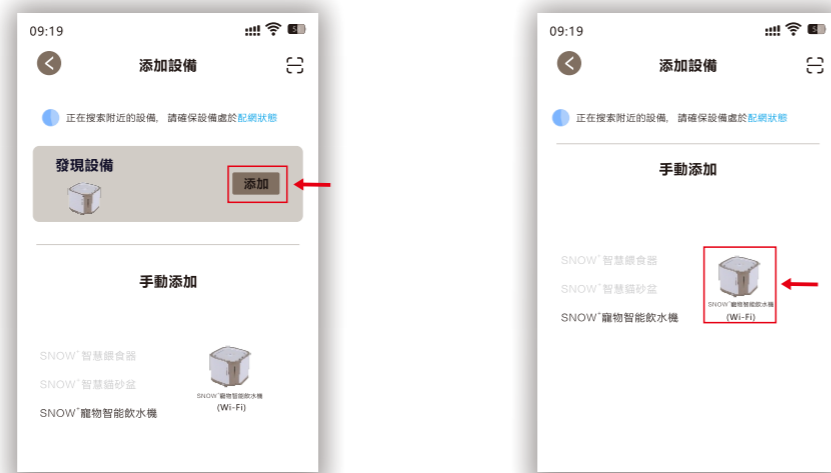 09:19
添加設備
正在搜索附近的設備, 請確保設備處於配網狀態
發現設備
添加
手動添加
SNOW⁺智慧餵食器
SNOW⁺智慧貓砂盆
SNOW⁺寵物智能飲水機
SNOW⁺寵物智能飲水機
(Wi-Fi)
09:19
添加設備
正在搜索附近的設備, 請確保設備處於配網狀態
手動添加
SNOW⁺智慧餵食器
SNOW⁺智慧貓砂盆
SNOW⁺寵物智能飲水機
SNOW⁺寵物智能飲水機
(Wi-Fi)